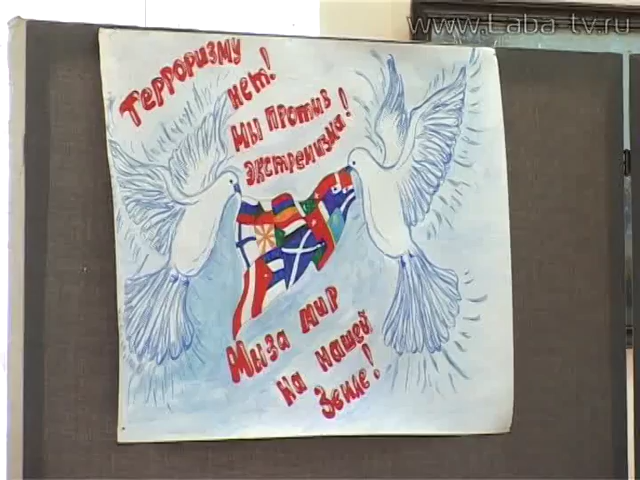 www.Laba-tv.ru
Терроризму
нет!
Мы против
экстремизма!
Мы за мир
на нашей
Земле!